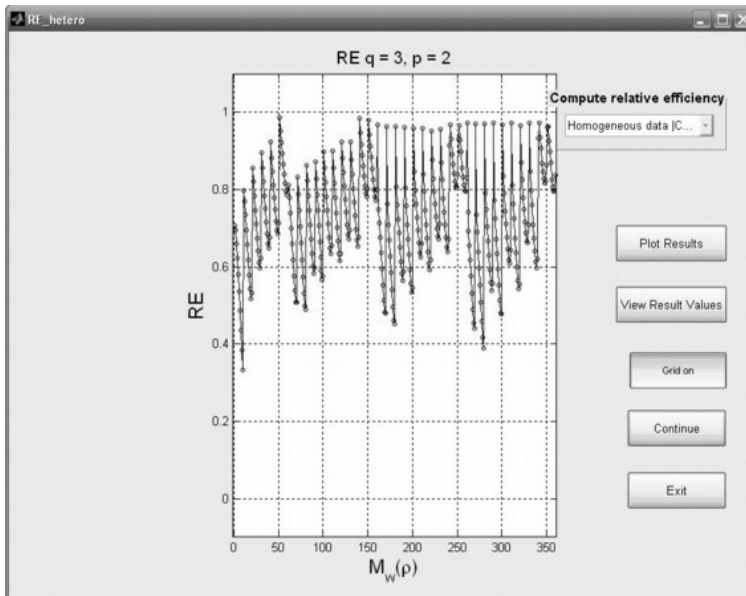 RE_hetero
RE q = 3, p = 2
Compute relative efficiency
Homogeneous data |C...
Plot Results
View Result Values
Grid on
Continue
Exit
RE
1
0.8
0.6
0.4
0.2
0
0 50 100 150 200 250 300 350
M_w(ρ)